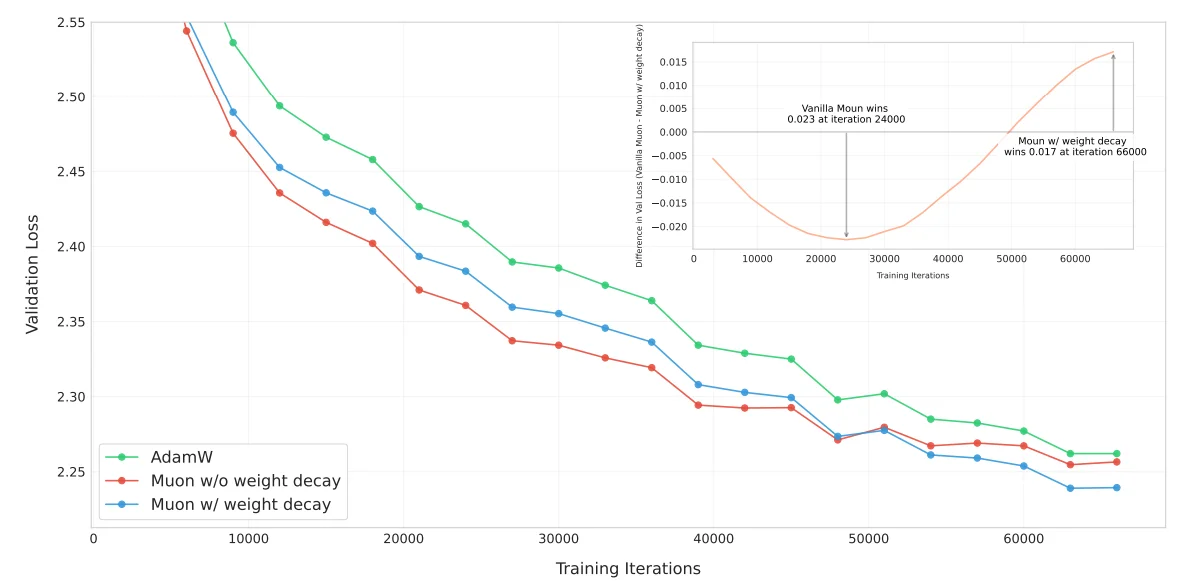 2.55
2.50
2.45
2.40
2.35
2.30
2.25
Validation Loss
0
10000
20000
30000
40000
50000
60000
Training Iterations
AdamW
Muon w/o weight decay
Muon w/ weight decay
Difference in Val Loss (Vanilla Muon - Muon w/ weight decay)
0.015
0.010
0.005
0.000
−0.005
−0.010
−0.015
−0.020
Vanilla Moun wins
0.023 at iteration 24000
Moun w/ weight decay
wins 0.017 at iteration 66000
0
10000
20000
30000
40000
50000
60000
Training Iterations